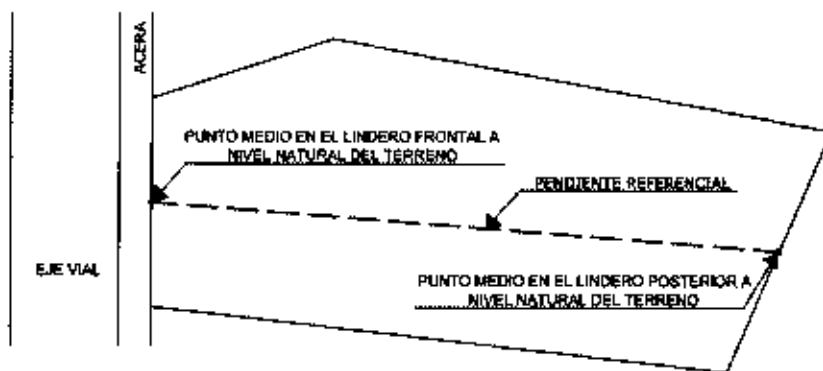 ACERA
PUNTO MEDIO EN EL LINDERO FRONTAL A
NIVEL NATURAL DEL TERRENO
PENDIENTE REFERENCIAL
EJE VIAL
PUNTO MEDIO EN EL LINDERO POSTERIOR A
NIVEL NATURAL DEL TERRENO